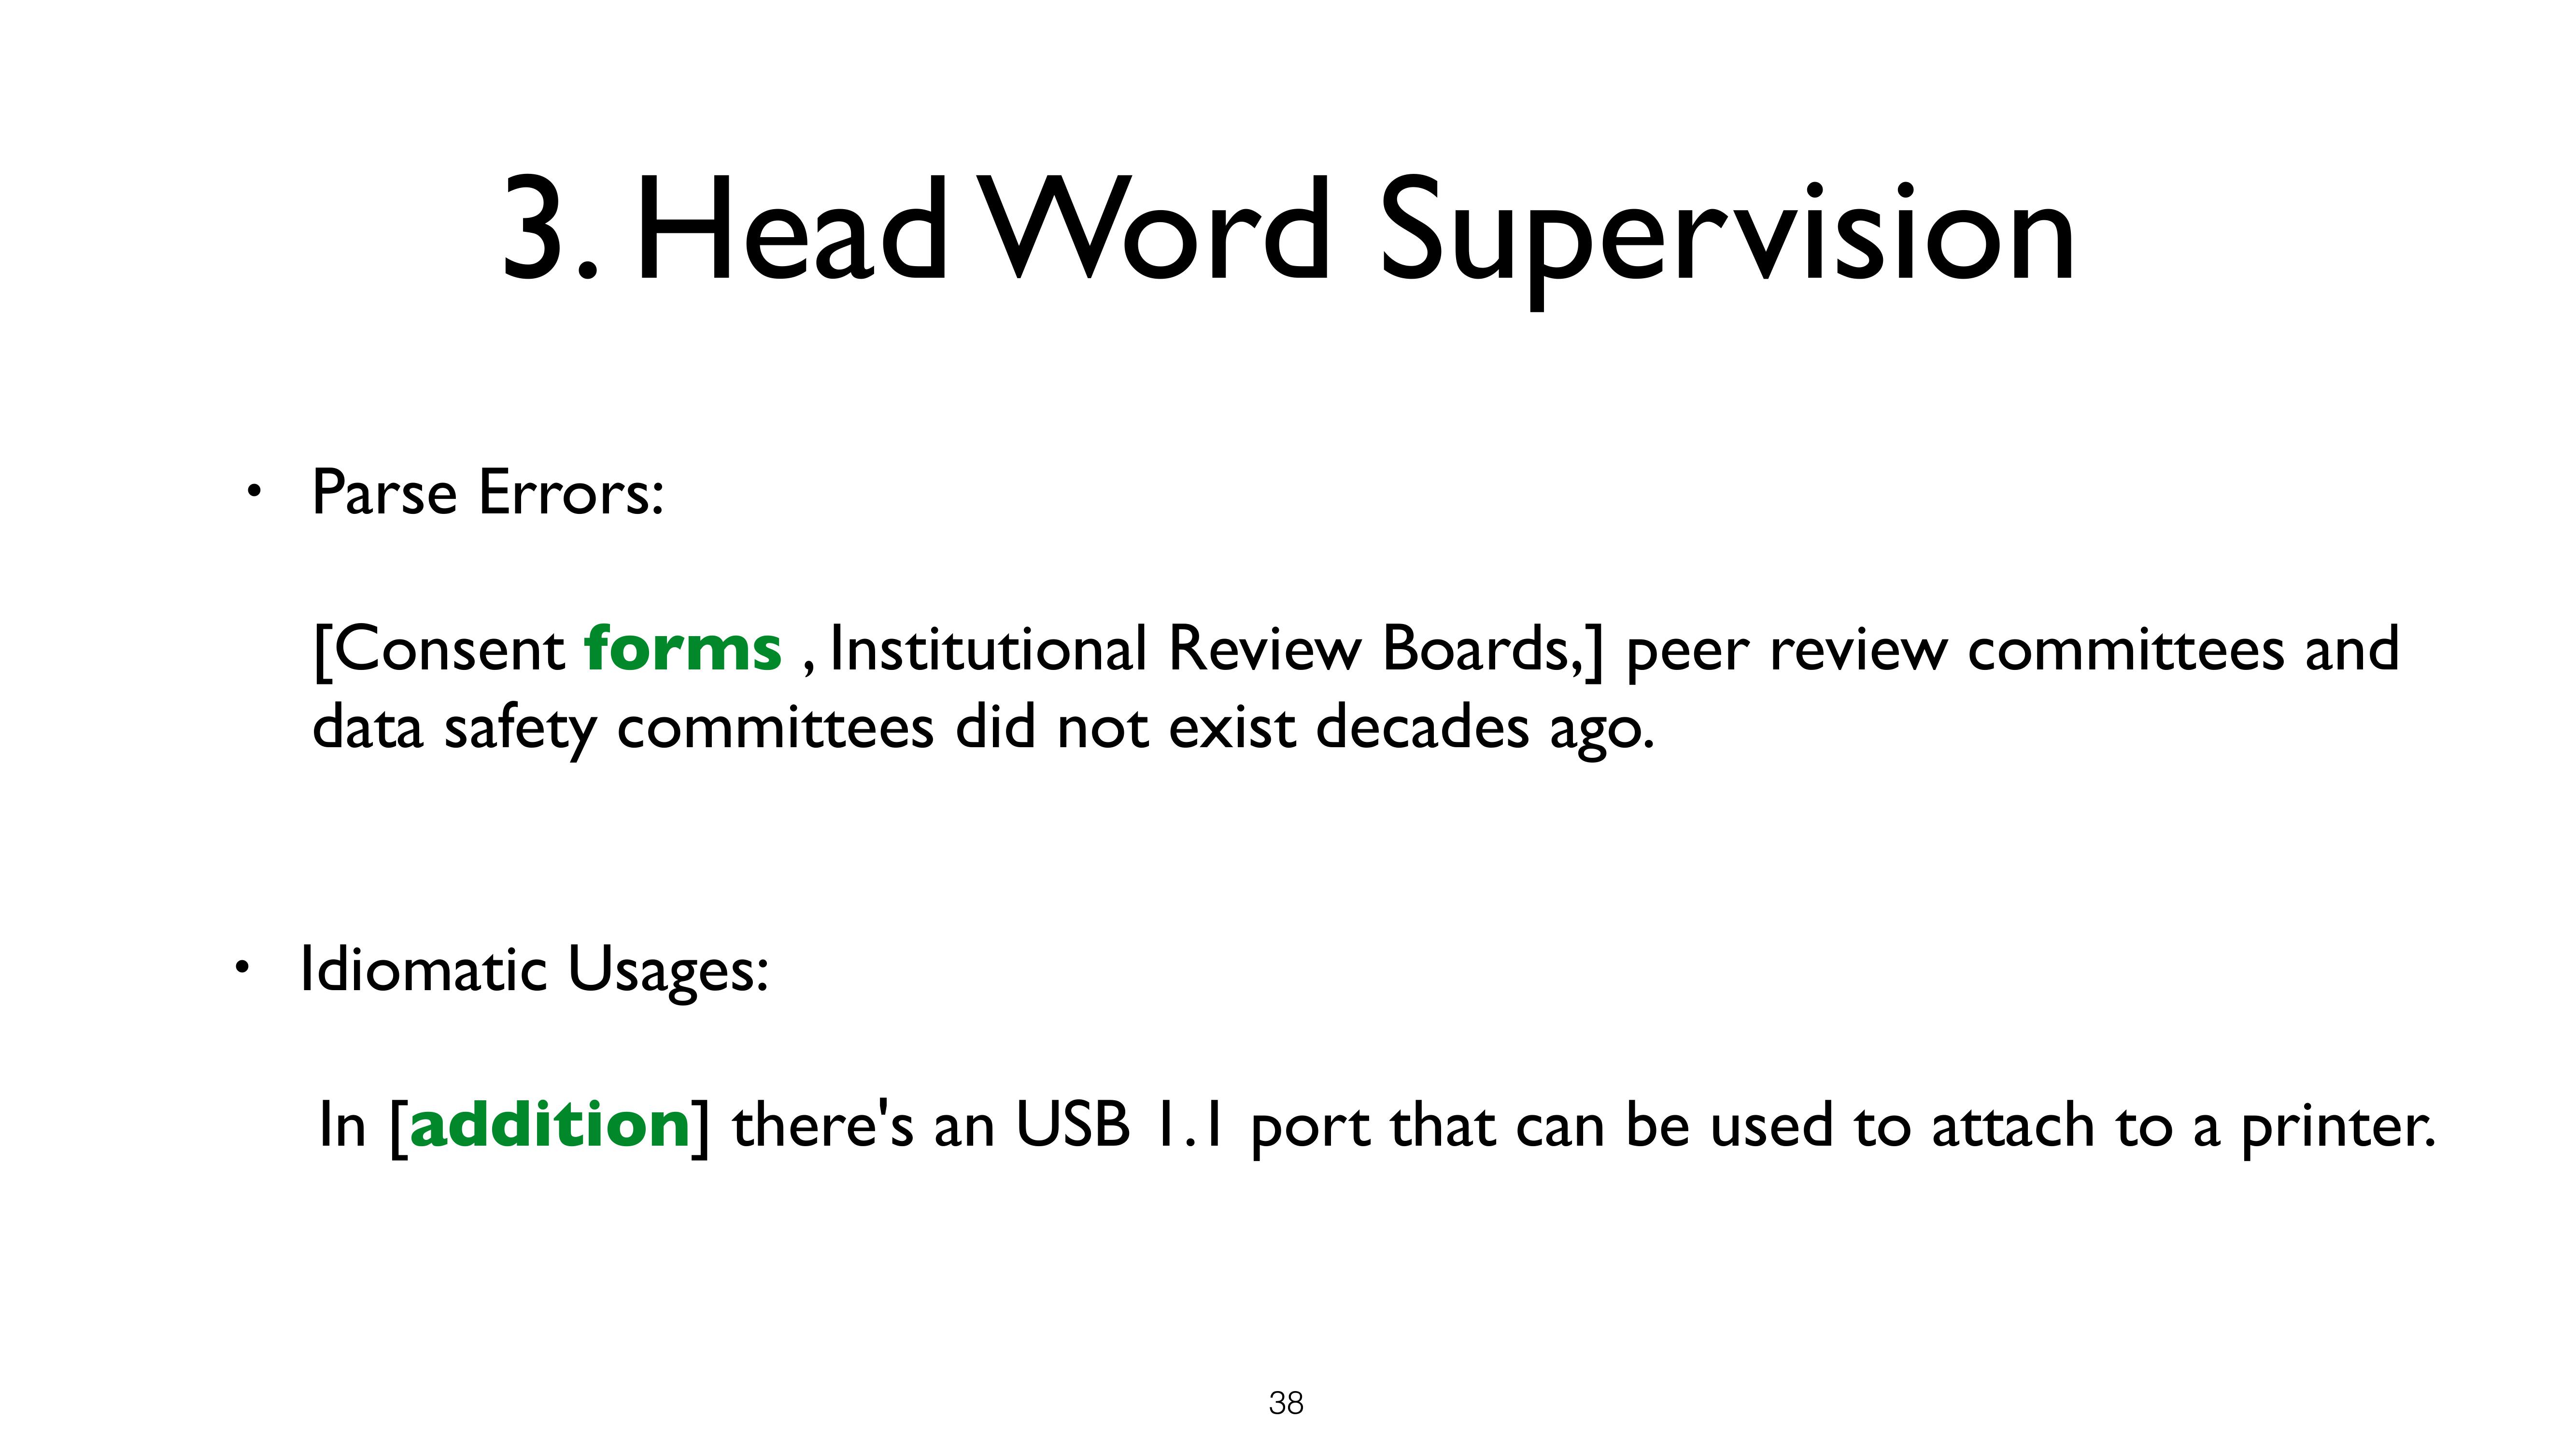 3. Head Word Supervision
• Parse Errors:
[Consent forms , Institutional Review Boards,] peer review committees and
data safety committees did not exist decades ago.
• Idiomatic Usages:
In [addition] there's an USB 1.1 port that can be used to attach to a printer.
38